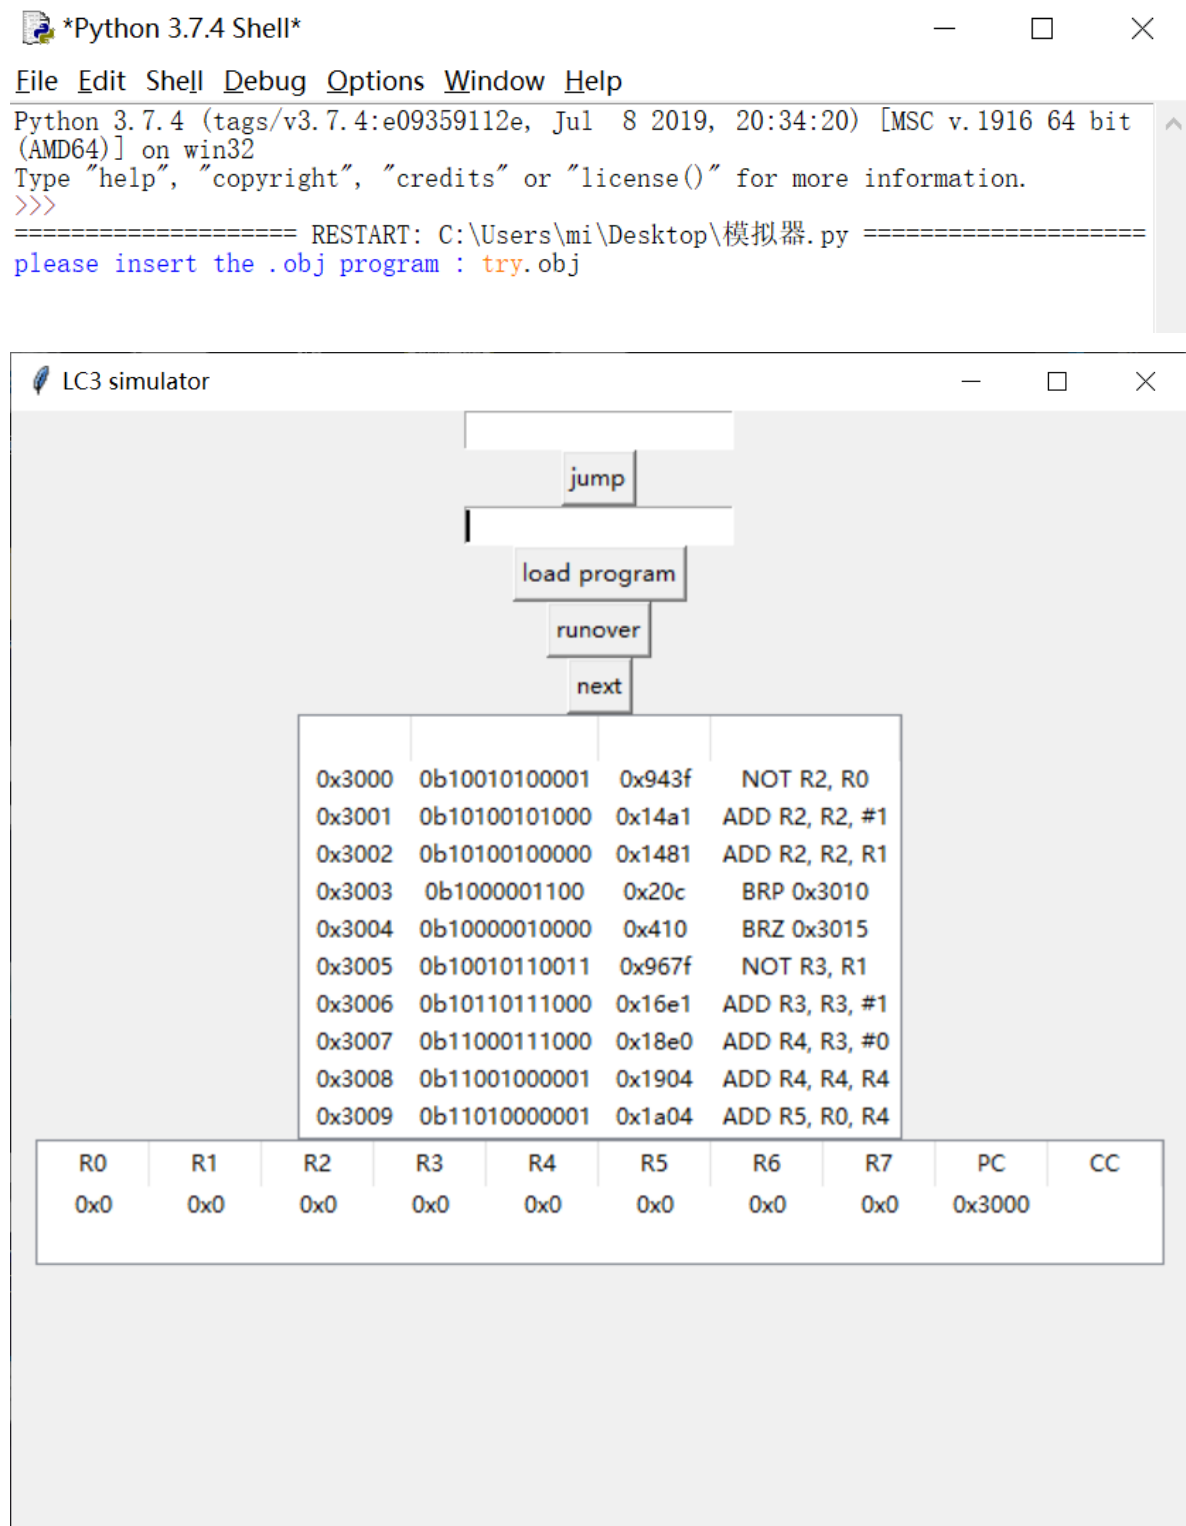 *Python 3.7.4 Shell*
File Edit Shell Debug Options Window Help
Python 3.7.4 (tags/v3.7.4:e09359112e, Jul  8 2019, 20:34:20) [MSC v.1916 64 bit
(AMD64)] on win32
Type "help", "copyright", "credits" or "license()" for more information.
>>>
==================== RESTART: C:\Users\mi\Desktop\模拟器.py ====================
please insert the .obj program : try.obj
LC3 simulator
jump
load program
runover
next
0x3000 0b10010100001 0x943f NOT R2, R0
0x3001 0b10100101000 0x14a1 ADD R2, R2, #1
0x3002 0b10100100000 0x1481 ADD R2, R2, R1
0x3003 0b1000001100 0x20c BRP 0x3010
0x3004 0b10000010000 0x410 BRZ 0x3015
0x3005 0b10010110011 0x967f NOT R3, R1
0x3006 0b10110111000 0x16e1 ADD R3, R3, #1
0x3007 0b11000111000 0x18e0 ADD R4, R3, #0
0x3008 0b11001000001 0x1904 ADD R4, R4, R4
0x3009 0b11010000001 0x1a04 ADD R5, R0, R4
R0 R1 R2 R3 R4 R5 R6 R7 PC CC
0x0 0x0 0x0 0x0 0x0 0x0 0x0 0x0 0x3000